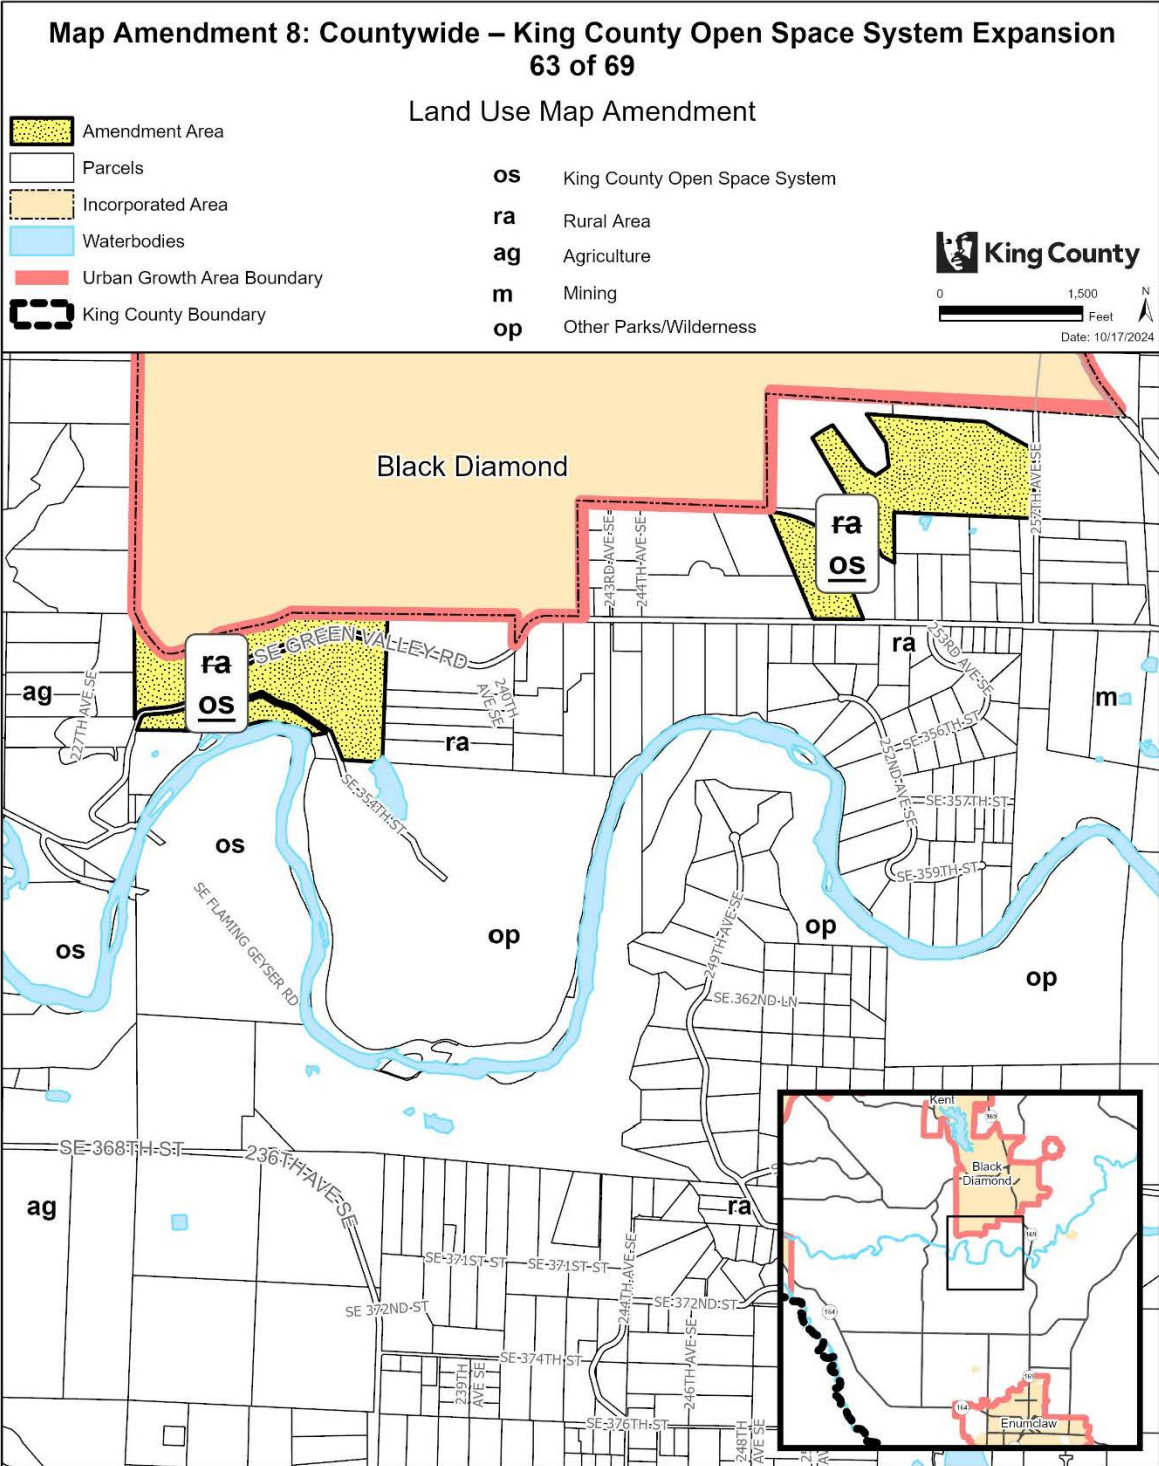 Map Amendment 8: Countywide – King County Open Space System Expansion
63 of 69
Land Use Map Amendment
Amendment Area
Parcels
Incorporated Area
Waterbodies
Urban Growth Area Boundary
King County Boundary
os King County Open Space System
ra Rural Area
ag Agriculture
m Mining
op Other Parks/Wilderness
King County
0 1,500
Feet
N
Date: 10/17/2024
Black Diamond
257TH AVE SE
243RD AVE SE
244TH AVE SE
ra
os
SE GREEN VALLEY RD
ra
os
ra
253RD AVE SE
ag
227TH AVE SE
240TH
AVE SE
ra
m
SE 356TH ST
252ND AVE SE
SE 354TH ST
SE 357TH ST
os
SE 359TH ST
SE FLAMING GEYSER RD
249TH AVE SE
op
op
os
op
SE 362ND LN
SE 368TH ST
236TH AVE SE
ag
ra
244TH AVE SE
SE 371ST ST
SE 371ST ST
SE 372ND ST
SE 372ND ST
246TH AVE SE
SE 374TH ST
239TH
AVE SE
SE 376TH ST
248TH
AVE SE
Kent
169
Black
Diamond
169
164
169
164
Enumclaw